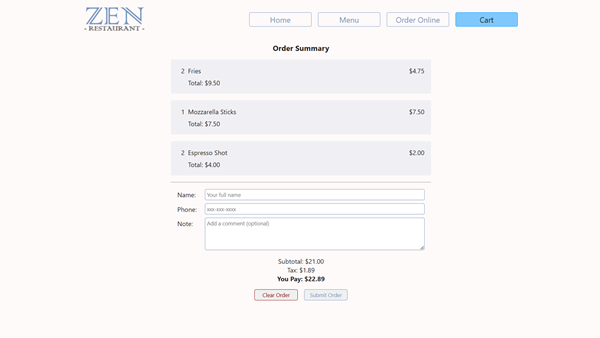 ZEN
- RESTAURANT -
Home
Menu
Order Online
Cart
Order Summary
2 Fries $4.75
Total: $9.50
1 Mozzarella Sticks $7.50
Total: $7.50
2 Espresso Shot $2.00
Total: $4.00
Name: Your full name
Phone: xxx-xxx-xxxx
Note: Add a comment (optional)
Subtotal: $21.00
Tax: $1.89
You Pay: $22.89
Clear Order
Submit Order